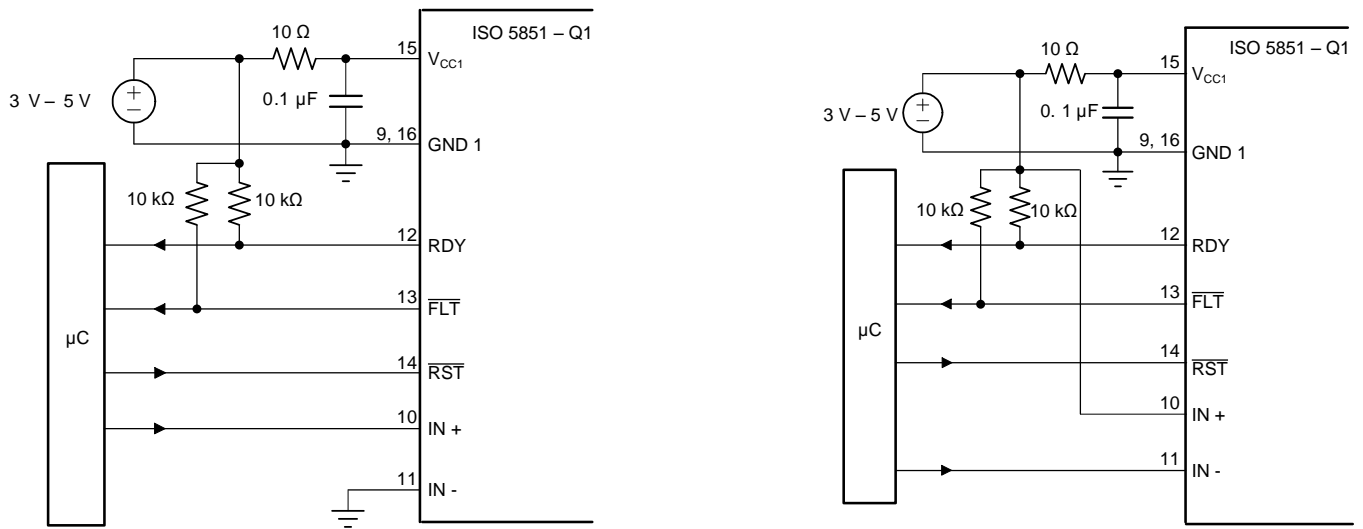 ISO 5851 – Q1
10 Ω
15
VCC1
3 V – 5 V
0.1 µF
9, 16
GND 1
10 kΩ
10 kΩ
12
RDY
13
FLT
µC
14
RST
10
IN +
11
IN -
ISO 5851 – Q1
10 Ω
15
VCC1
3 V – 5 V
0. 1 µF
9, 16
GND 1
10 kΩ
10 kΩ
12
RDY
13
FLT
µC
14
RST
10
IN +
11
IN -